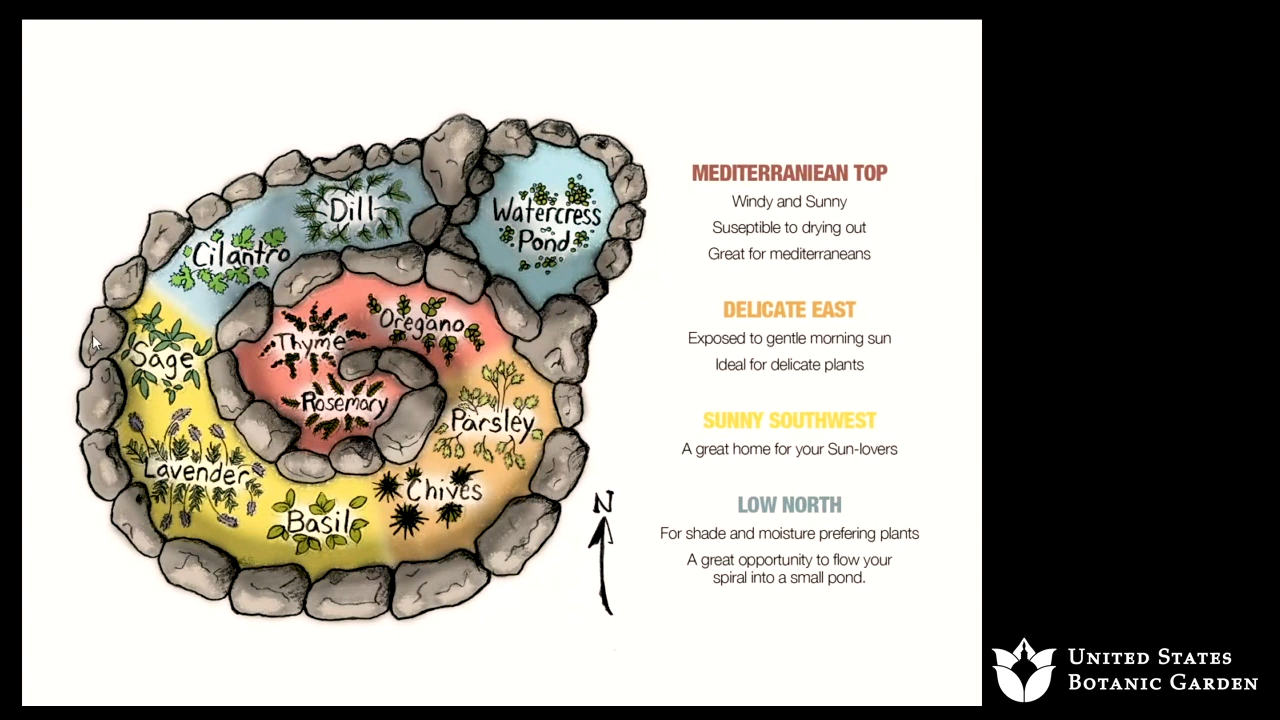 Dill
Watercress
Pond
Cilantro
Oregano
Thyme
Sage
Rosemary
Parsley
Lavender
Chives
Basil
N
MEDITERRANIEAN TOP
Windy and Sunny
Suseptible to drying out
Great for mediterraneans
DELICATE EAST
Exposed to gentle morning sun
Ideal for delicate plants
SUNNY SOUTHWEST
A great home for your Sun-lovers
LOW NORTH
For shade and moisture prefering plants
A great opportunity to flow your
spiral into a small pond.
UNITED STATES
BOTANIC GARDEN